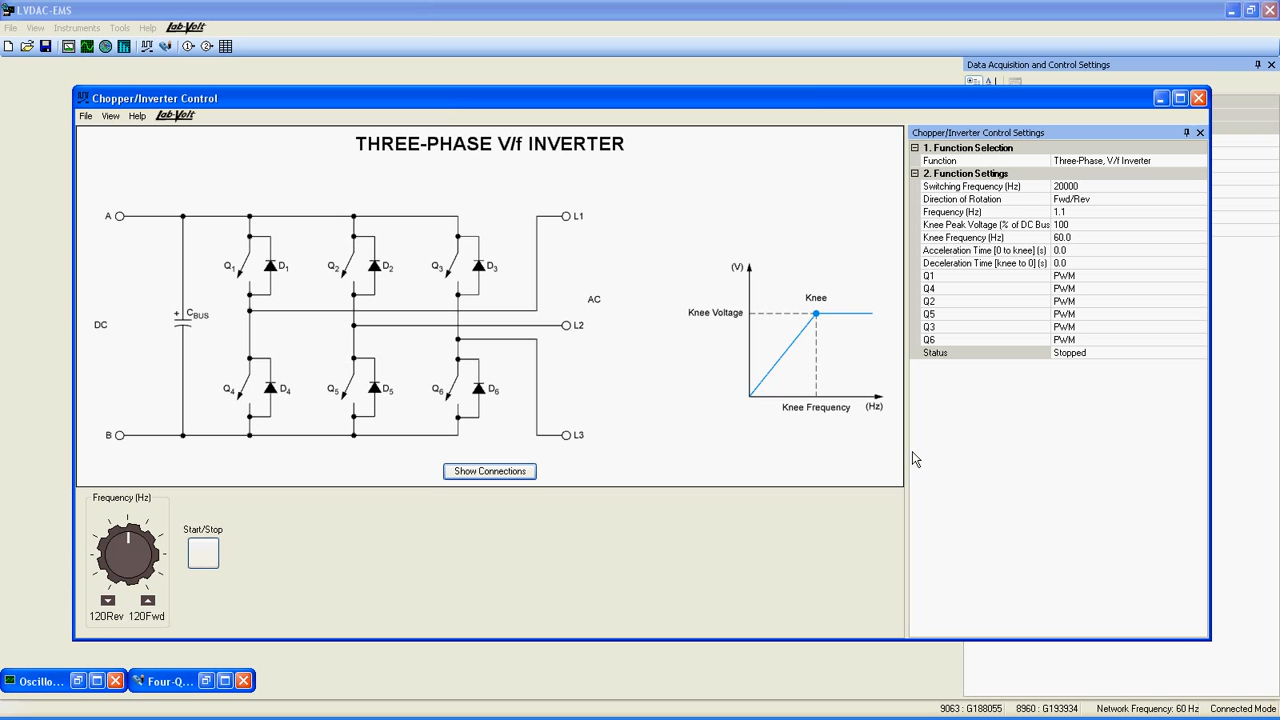 LVDAC-EMS
File View Instruments Tools Help Lab-Volt
Data Acquisition and Control Settings
Chopper/Inverter Control
File View Help Lab-Volt
THREE-PHASE V/f INVERTER
A
L1
Q1 D1 Q2 D2 Q3 D3
+ CBUS
AC
DC
L2
Q4 D4 Q5 D5 Q6 D6
B
L3
Show Connections
(V)
Knee
Knee Voltage
Knee Frequency (Hz)
Frequency (Hz)
Start/Stop
120Rev 120Fwd
Chopper/Inverter Control Settings
1. Function Selection
Function Three-Phase, V/f Inverter
2. Function Settings
Switching Frequency (Hz) 20000
Direction of Rotation Fwd/Rev
Frequency (Hz) 1.1
Knee Peak Voltage (% of DC Bus 100
Knee Frequency (Hz) 60.0
Acceleration Time [0 to knee] (s) 0.0
Deceleration Time [knee to 0] (s) 0.0
Q1 PWM
Q4 PWM
Q2 PWM
Q5 PWM
Q3 PWM
Q6 PWM
Status Stopped
Oscillo... Four-Q...
9063 : G188055 8960 : G193934 Network Frequency: 60 Hz Connected Mode